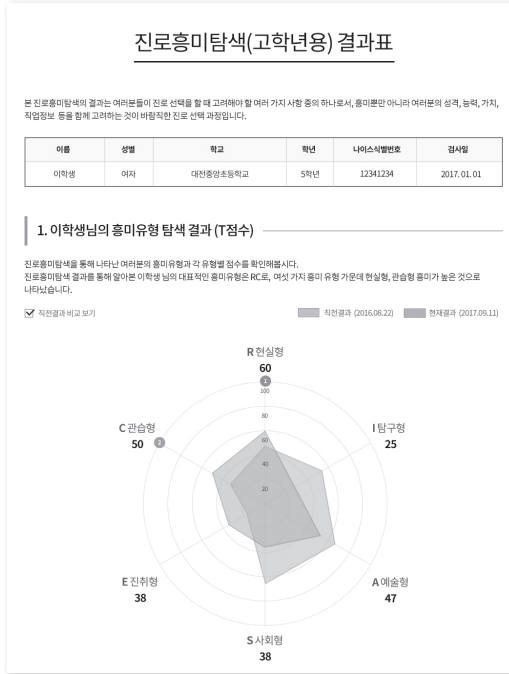 진로흥미탐색(고학년용) 결과표
본 진로흥미탐색의 결과는 여러분들이 진로 선택을 할 때 고려해야 할 여러 가지 사항 중의 하나로서, 흥미뿐만 아니라 여러분의 성격, 능력, 가치,
직업정보 등을 함께 고려하는 것이 바람직한 진로 선택 과정입니다.
이름 성별 학교 학년 나이스식별번호 검사일
이학생 여자 대전중앙초등학교 5학년 12341234 2017. 01. 01
1. 이학생님의 흥미유형 탐색 결과 (T점수)
진로흥미탐색을 통해 나타난 여러분의 흥미유형과 각 유형별 점수를 확인해봅시다.
진로흥미탐색 결과를 통해 알아본 이학생 님의 대표적인 흥미유형은 RC로, 여섯 가지 흥미 유형 가운데 현실형, 관습형 흥미가 높은 것으로
나타났습니다.
직전결과 비교 보기 직전결과 (2016.08.22) 현재결과 (2017.09.11)
R 현실형
60
1
100
80
60
40
20
C 관습형
50 2
I 탐구형
25
E 진취형
38
A 예술형
47
S 사회형
38